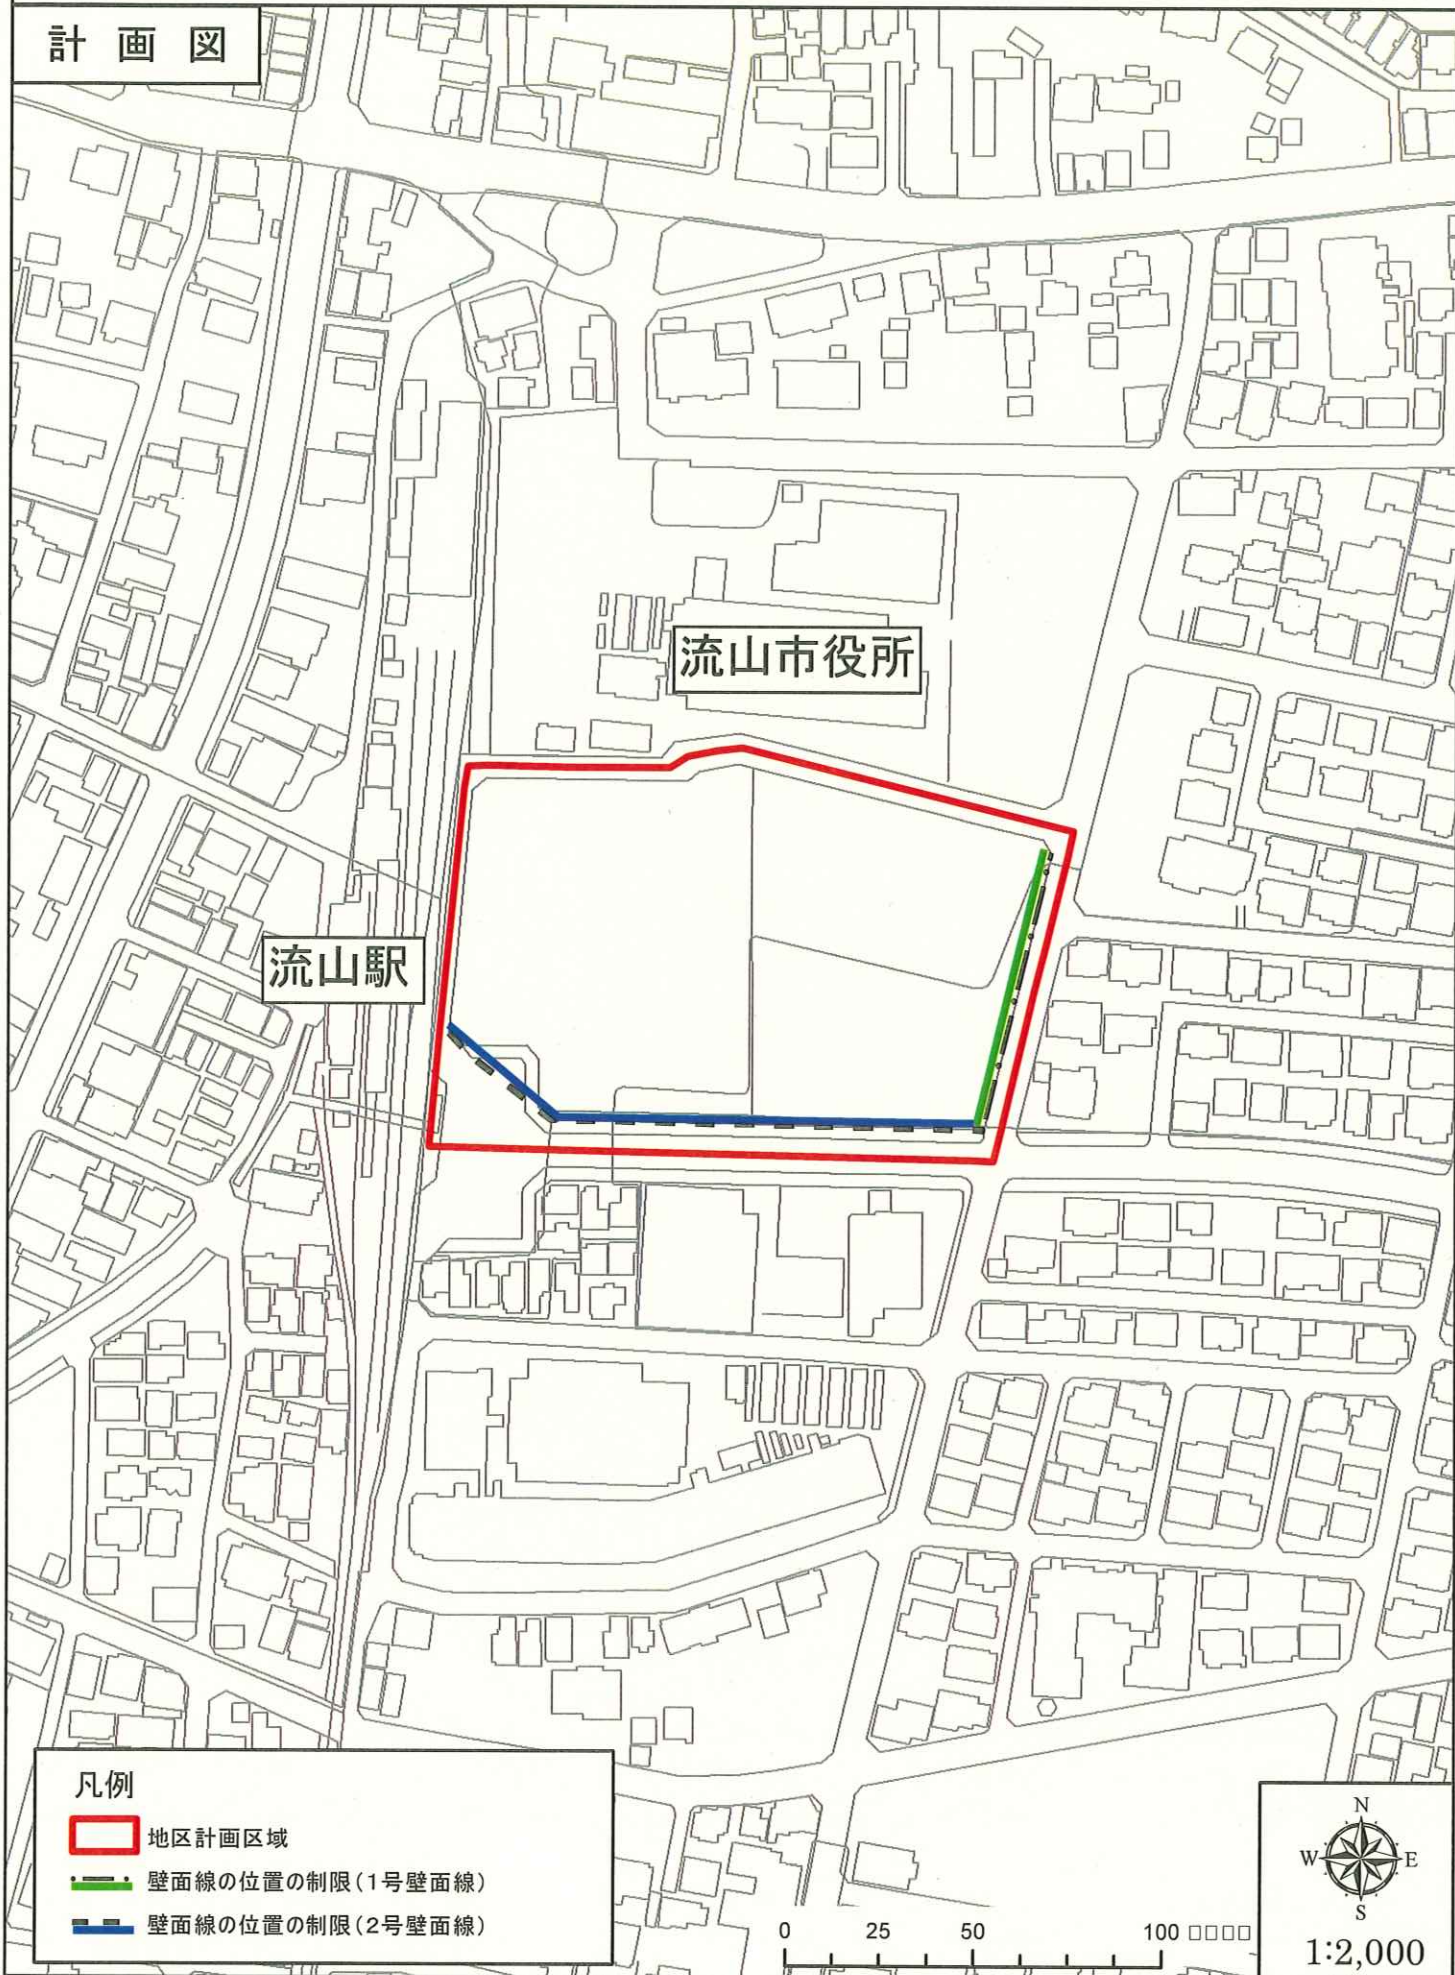 計画図
流山市役所
流山駅
凡例
地区計画区域
壁面線の位置の制限(1号壁面線)
壁面線の位置の制限(2号壁面線)
0 25 50 100 □□□□
N
W E
S
1:2,000